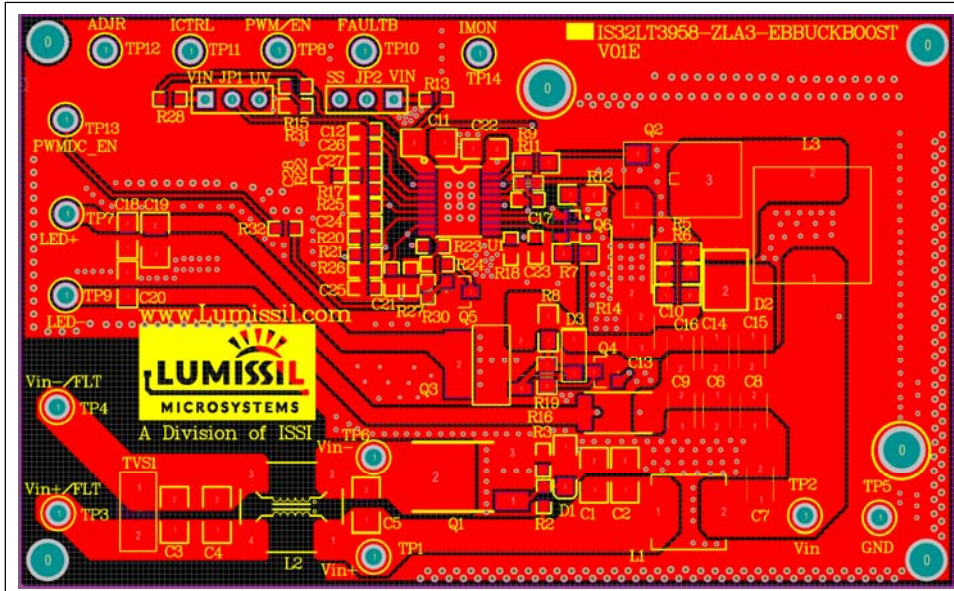 ADJR ICTRL PWM/EN FAULTB IMON
IS32LT3958-ZLA3-EBBUCKBOOST
V01E
TP12 TP11 TP8 TP10 TP14
VIN JP1 UV SS JP2 VIN R13
R28 R15 R31
TP13
PWMDC_EN
C12 C11 C22 R9 Q2 L3
C26 R11
C27 R12
R17
R25 C17
C18 C19
TP7 C24 Q6 R5
LED+ R32 R20 R23 U1 R6
R21 R24 R18 C23 R7
R26
TP9 C25 C21 R27 R30 Q5 R14 C10 D2
LED- C20 R8 D3 C16 C14 C15
www.Lumissil.com
LUMISSIL
MICROSYSTEMS
A Division of ISSI
Q3 Q4 C13 C9 C6 C8
R19
R16
Vin-/FLT
TP4
TP6
Vin-
R3
TVS1
Vin+/FLT
TP3
TP2 TP5
C3 C4 L2 C5 Q1 R2 D1 C1 C2 L1 C7 Vin GND
Vin+ TP1